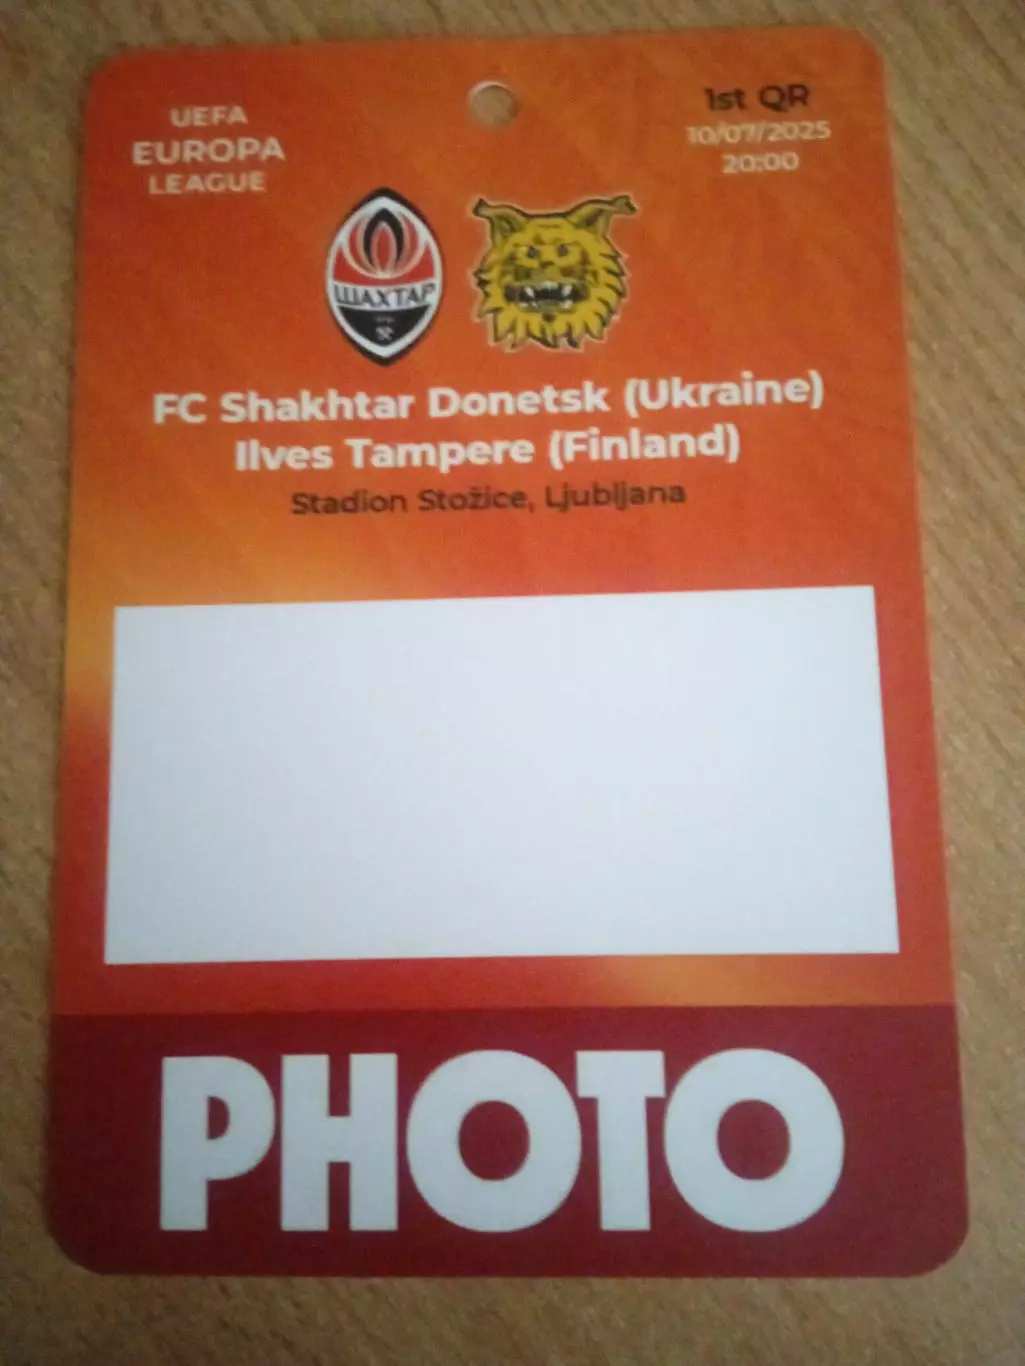 UEFA
EUROPA
LEAGUE
1st QR
10/07/2025
20:00
ШАХТАР
FC Shakhtar Donetsk (Ukraine)
Ilves Tampere (Finland)
Stadion Stožice, Ljubljana
PHOTO